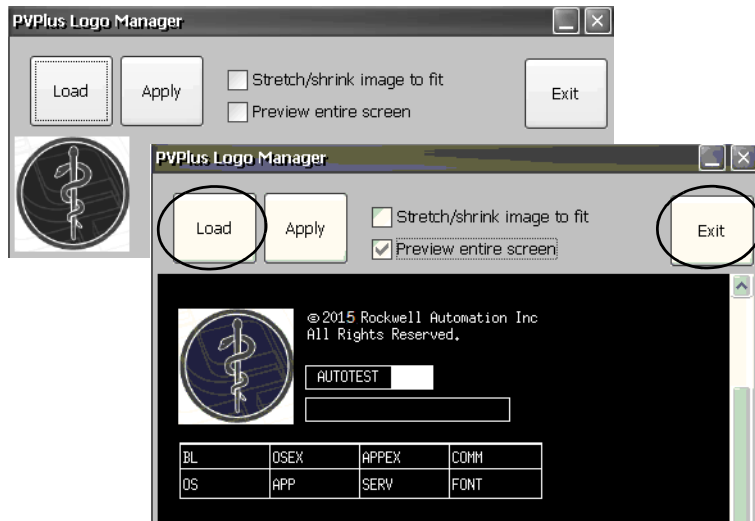 PVPlus Logo Manager
Load Apply Stretch/shrink image to fit Exit
Preview entire screen
PVPlus Logo Manager
Load Apply Stretch/shrink image to fit Exit
Preview entire screen
©2015 Rockwell Automation Inc
All Rights Reserved.
AUTOTEST
BL OSEX APPEX COMM
OS APP SERV FONT